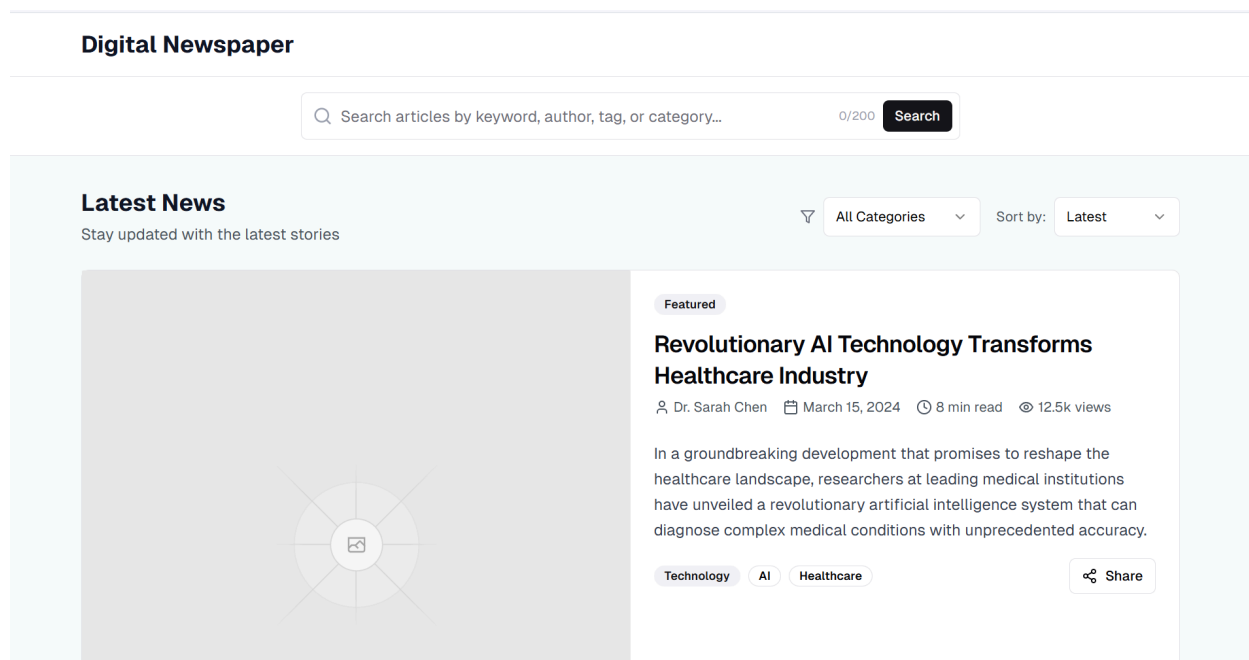 Digital Newspaper
Search articles by keyword, author, tag, or category...
0/200
Search
Latest News
Stay updated with the latest stories
All Categories
Sort by:
Latest
Featured
Revolutionary AI Technology Transforms
Healthcare Industry
Dr. Sarah Chen March 15, 2024 8 min read 12.5k views
In a groundbreaking development that promises to reshape the
healthcare landscape, researchers at leading medical institutions
have unveiled a revolutionary artificial intelligence system that can
diagnose complex medical conditions with unprecedented accuracy.
Technology AI Healthcare
Share